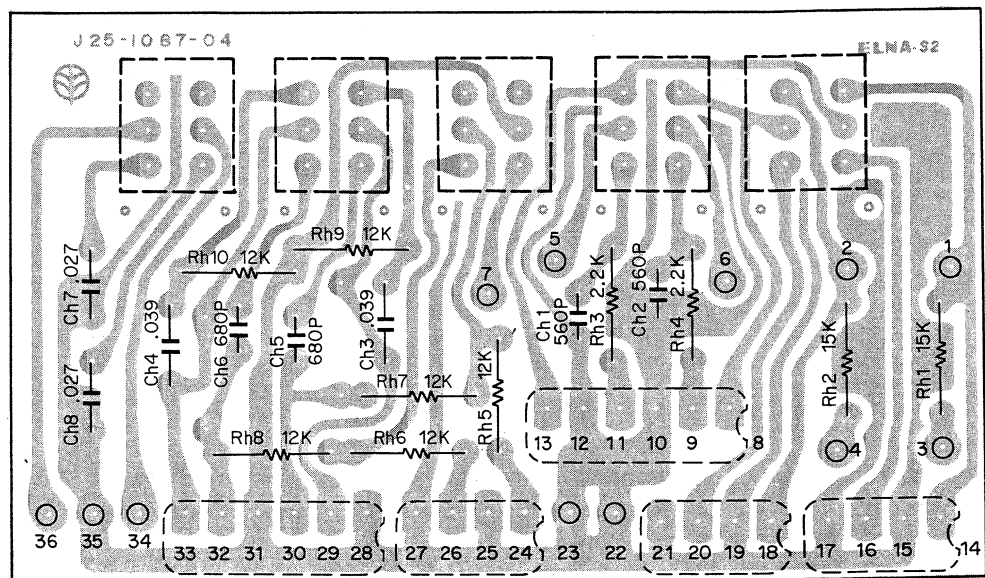 J25-1087-04
ELNA-S2
Rh9 12K
Rh10 12K
5
2
1
7
6
Ch7 .027
Ch4 .039
Ch6 680P
Ch5 680P
Ch3 .039
Ch1 560P
Rh3 2.2K
Ch2 560P
Rh4 2.2K
Rh2 15K
Rh1 15K
Ch8 .027
Rh7 12K
Rh5 12K
Rh8 12K
Rh6 12K
13 12 11 10 9 8
4
3
36 35 34 33 32 31 30 29 28 27 26 25 24 23 22 21 20 19 18 17 16 15 14